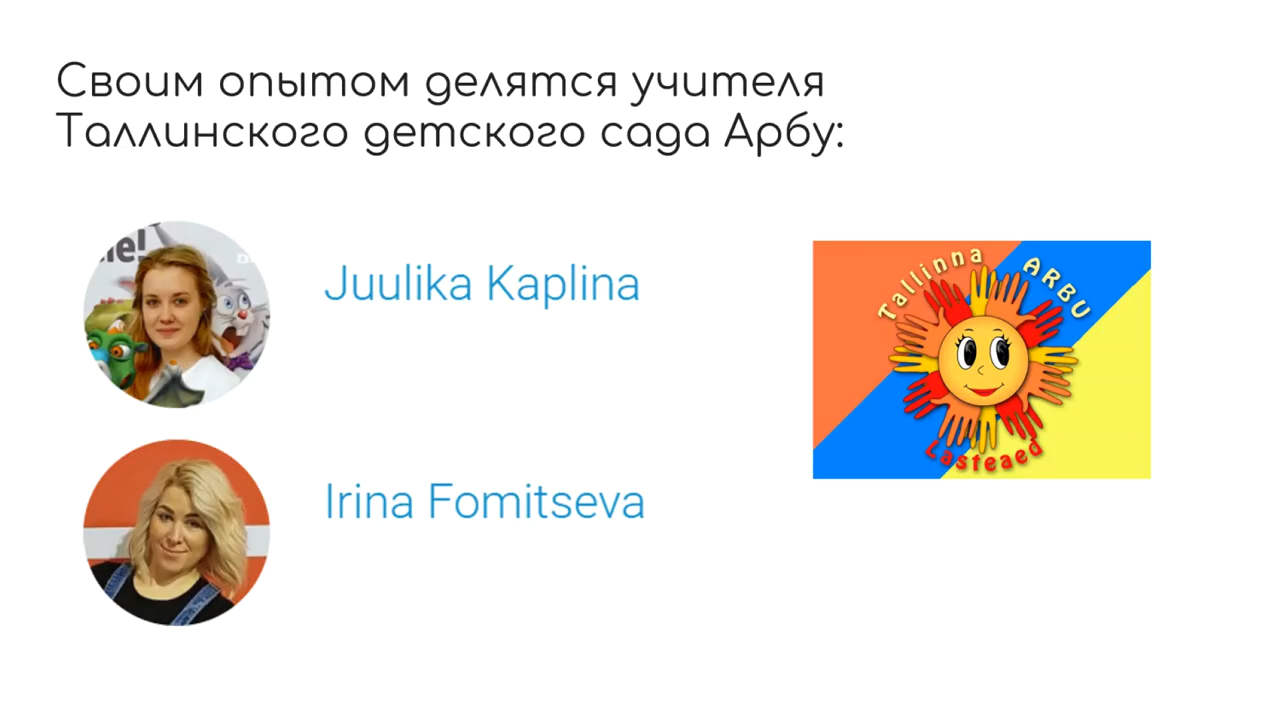 Своим опытом делятся учителя
Таллинского детского сада Арбу:
Juulika Kaplina
Tallinna ARBU
Lasteaed
Irina Fomitseva